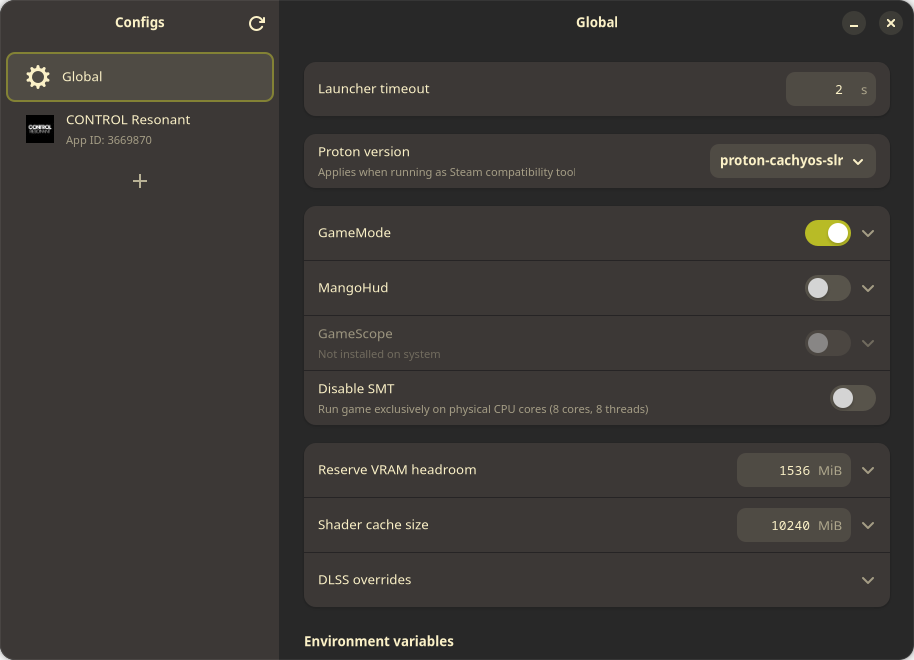 Configs
Global
Global
CONTROL Resonant
App ID: 3669870
Launcher timeout
2 s
Proton version
Applies when running as Steam compatibility tool
proton-cachyos-slr
GameMode
MangoHud
GameScope
Not installed on system
Disable SMT
Run game exclusively on physical CPU cores (8 cores, 8 threads)
Reserve VRAM headroom
1536 MiB
Shader cache size
10240 MiB
DLSS overrides
Environment variables